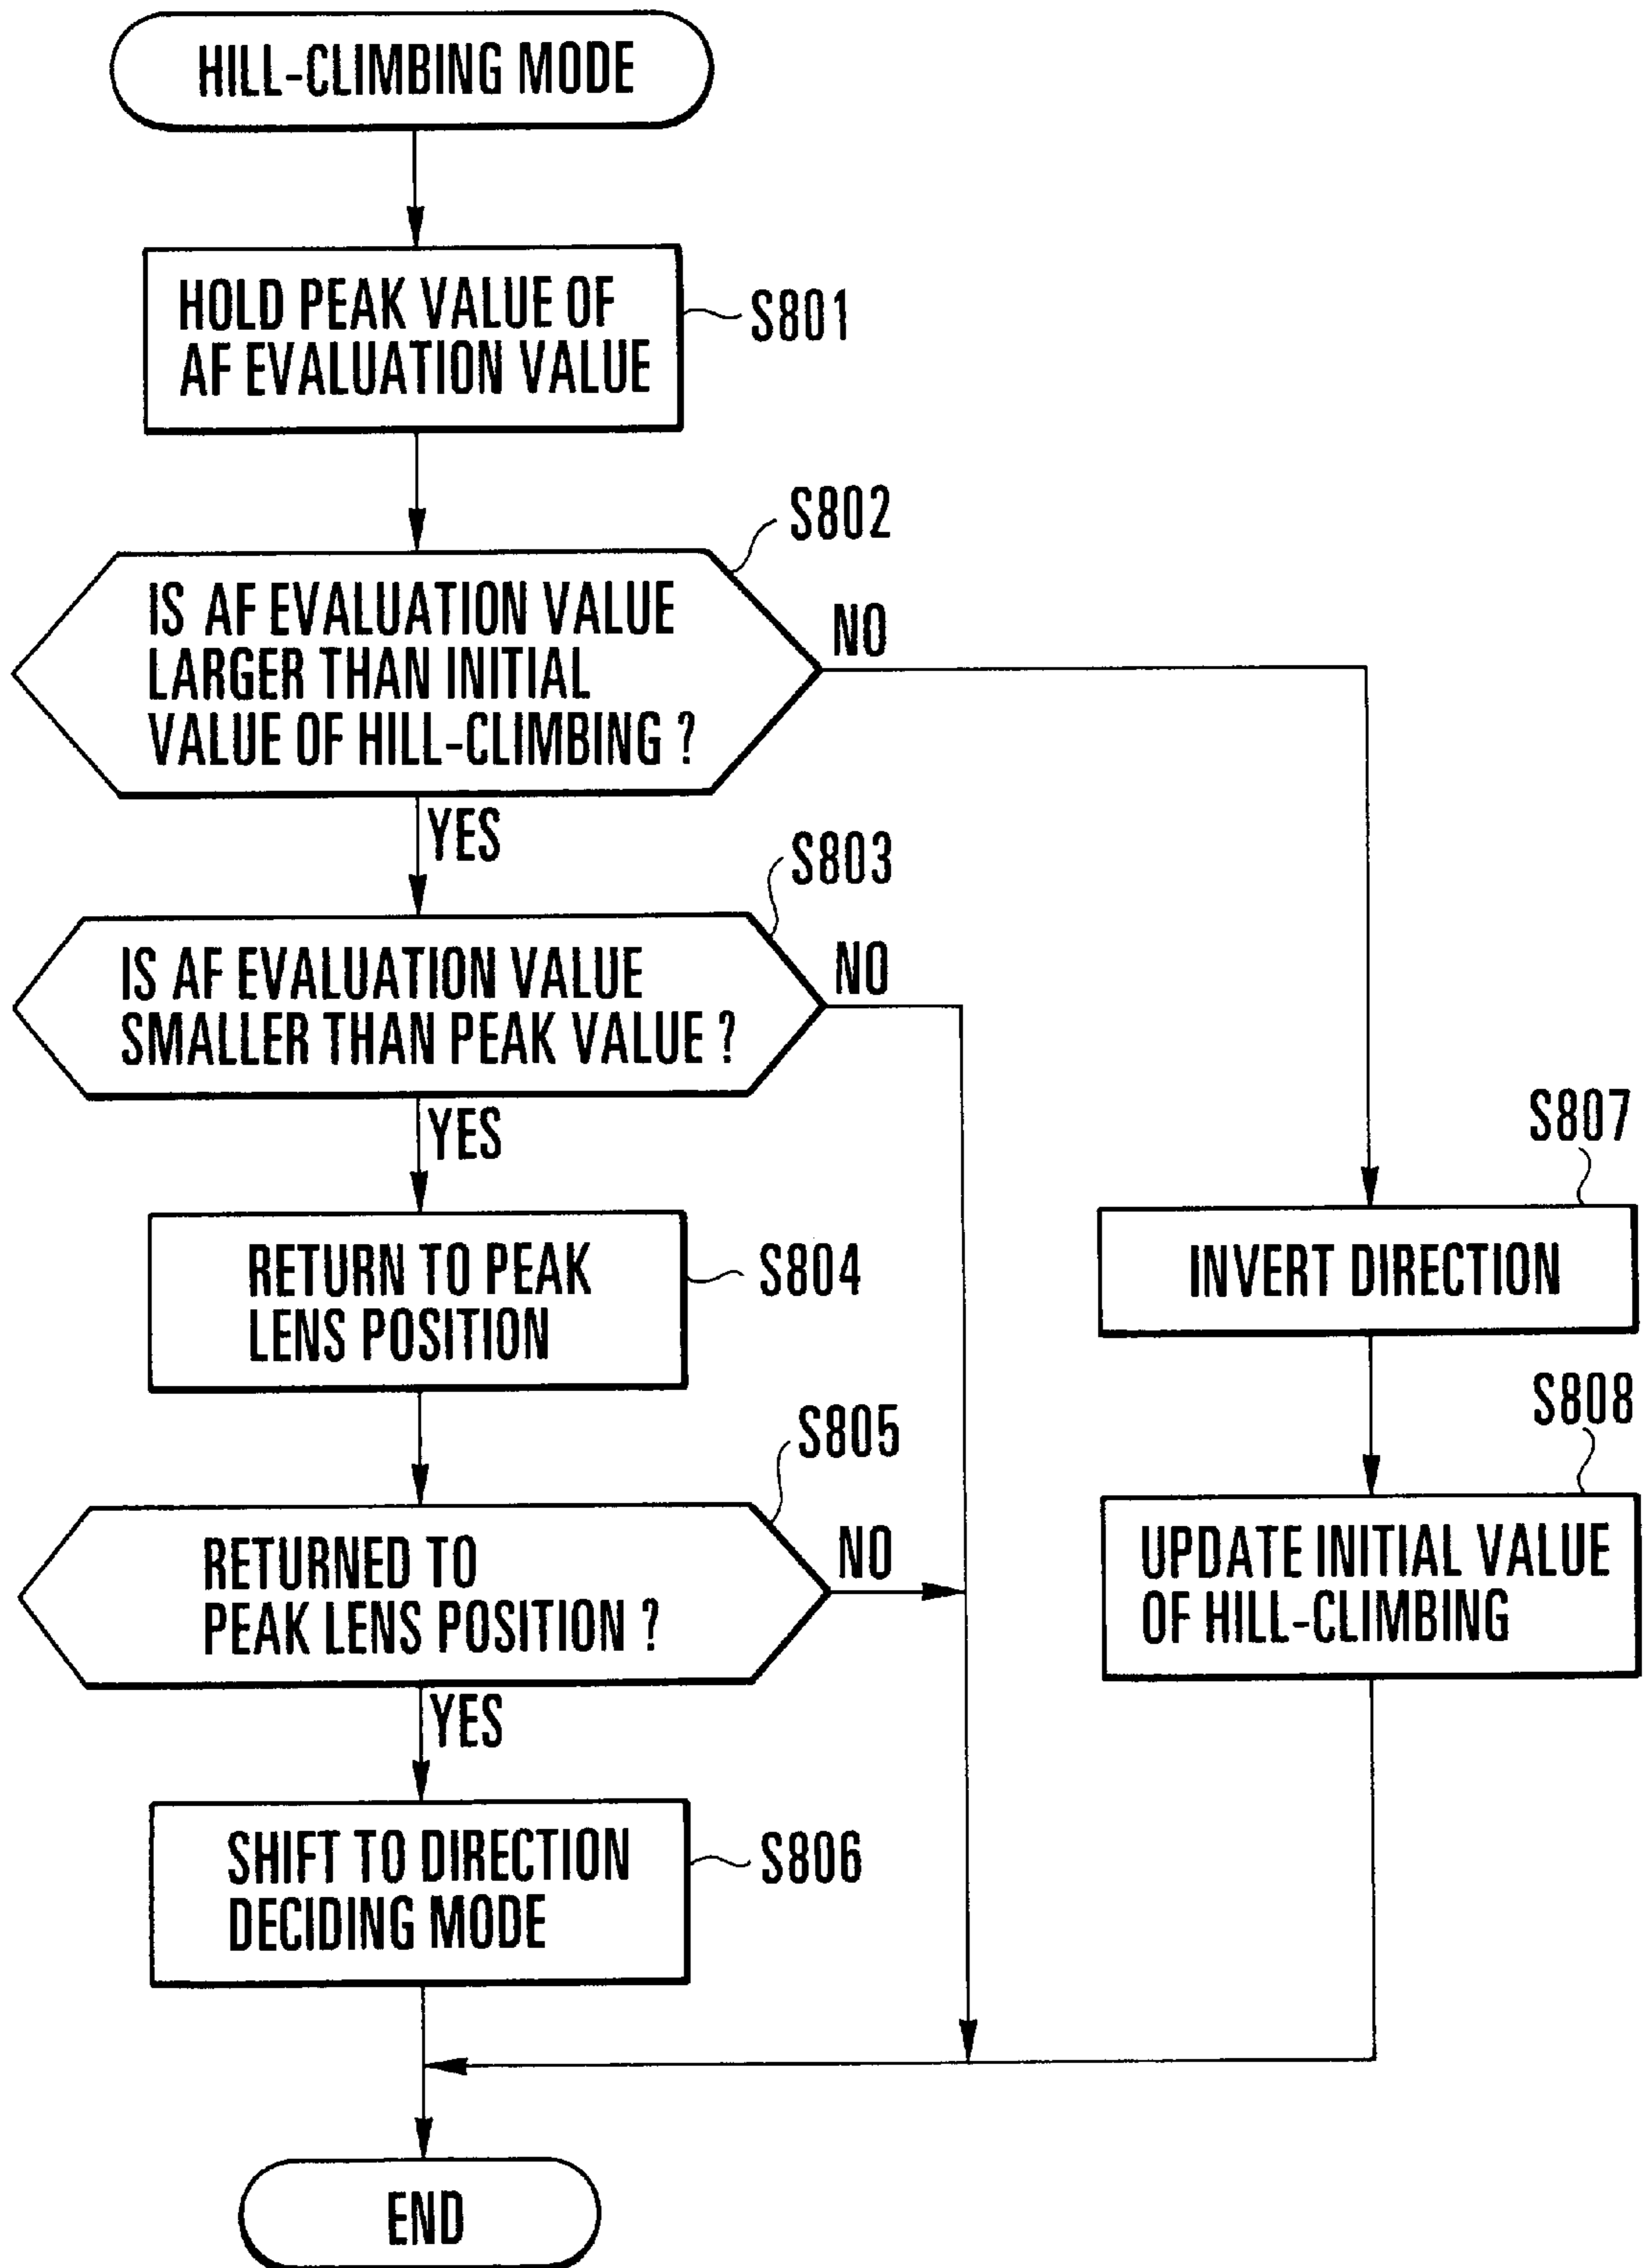 HILL-CLIMBING MODE
HOLD PEAK VALUE OF
AF EVALUATION VALUE
S801
S802
IS AF EVALUATION VALUE
LARGER THAN INITIAL
VALUE OF HILL-CLIMBING ?
NO
YES
S803
IS AF EVALUATION VALUE
SMALLER THAN PEAK VALUE ?
NO
YES
RETURN TO PEAK
LENS POSITION
S804
S805
RETURNED TO
PEAK LENS POSITION ?
NO
YES
SHIFT TO DIRECTION
DECIDING MODE
S806
S807
INVERT DIRECTION
S808
UPDATE INITIAL VALUE
OF HILL-CLIMBING
END